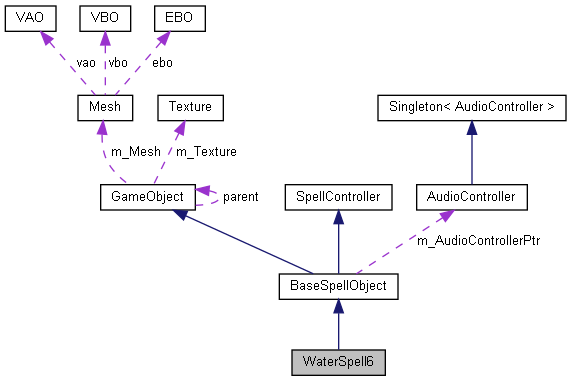 VAO
VBO
EBO
vao
vbo
ebo
Mesh
Texture
Singleton< AudioController >
m_Mesh
m_Texture
GameObject
parent
SpellController
AudioController
m_AudioControllerPtr
BaseSpellObject
WaterSpell6